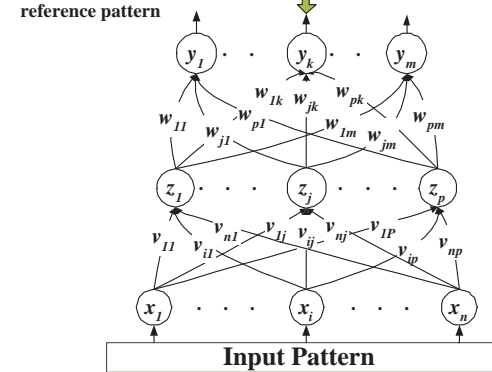 reference pattern
y1 . . yk . . ym
w1k wjk wpk
w11 wj1 wp1 w1m wjm wpm
z1 . . . zj . . . zp
v11 vi1 vn1 v1j vij vnj v1P vip vnp
x1 . . . xi . . . xn
Input Pattern